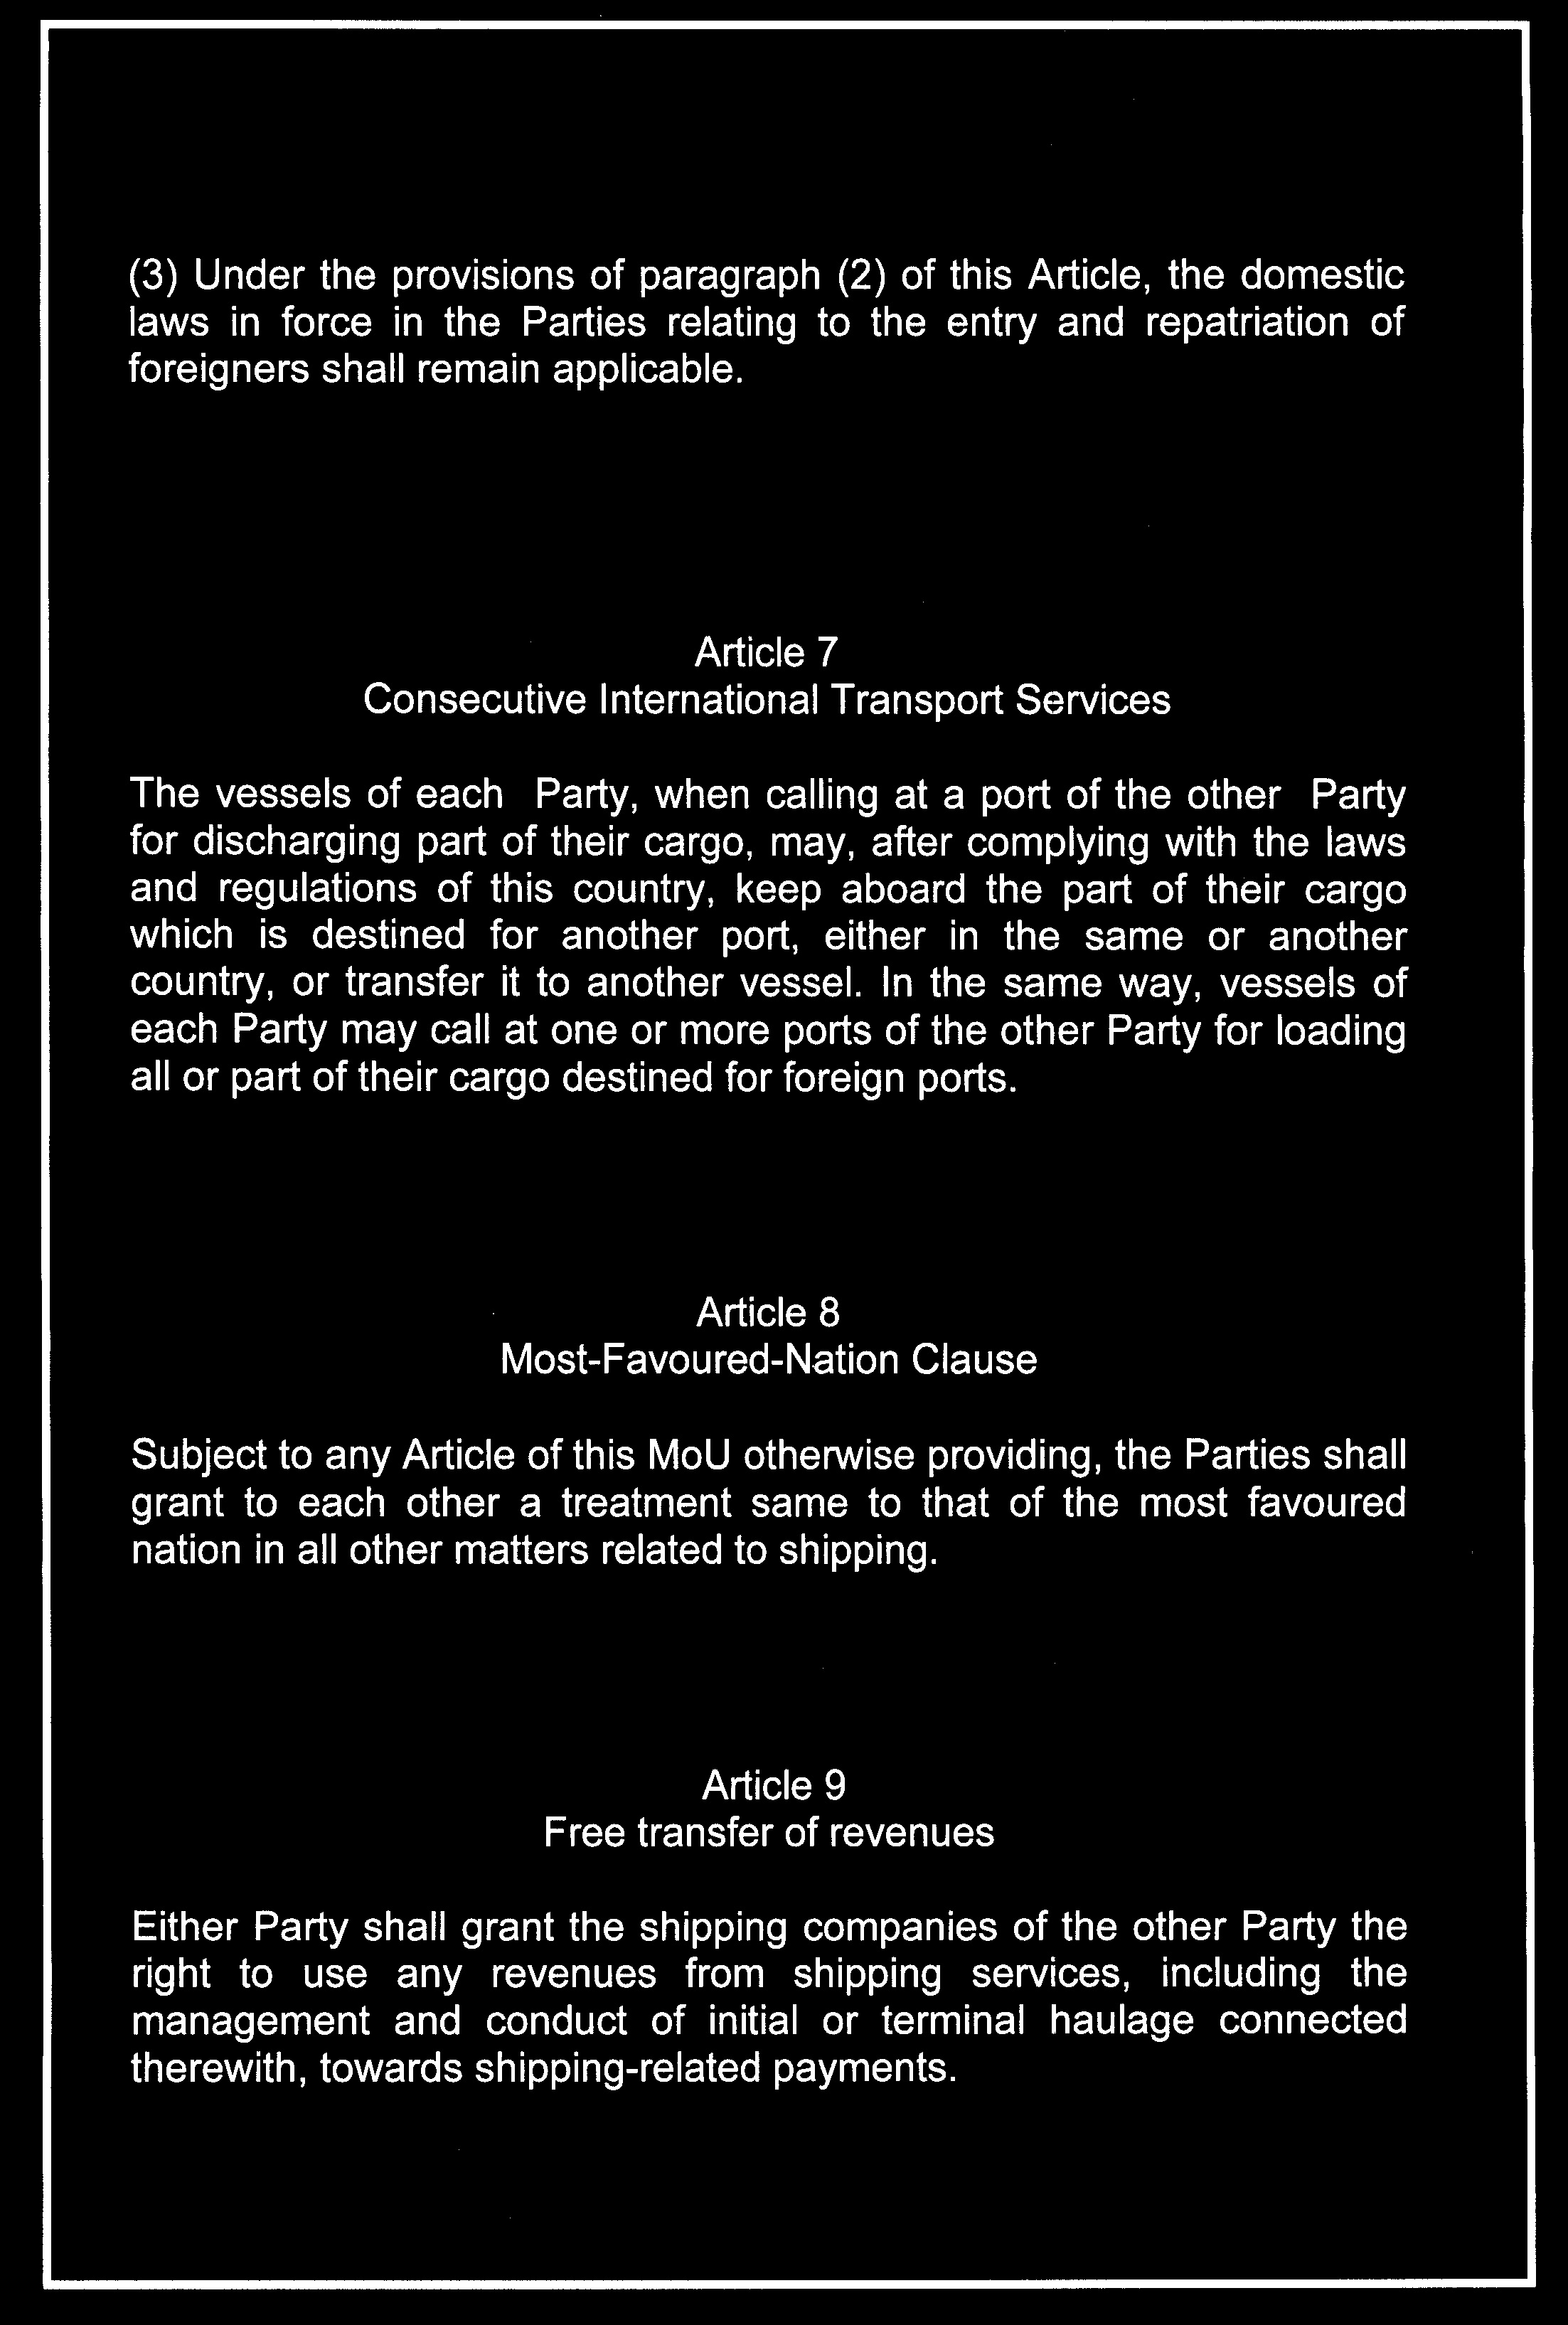 (3) Under the provisions of paragraph (2) of this Article, the domestic
laws in force in the Parties relating to the entry and repatriation of
foreigners shall remain applicable.
Article 7
Consecutive International Transport Services
The vessels of each Party, when calling at a port of the other Party
for discharging part of their cargo, may, after complying with the laws
and regulations of this country, keep aboard the part of their cargo
which is destined for another port, either in the same or another
country, or transfer it to another vessel. In the same way, vessels of
each Party may call at one or more ports of the other Party for loading
all or part of their cargo destined for foreign ports.
Article 8
Most-Favoured-Nation Clause
Subject to any Article of this MoU otherwise providing, the Parties shall
grant to each other a treatment same to that of the most favoured
nation in all other matters related to shipping.
Article 9
Free transfer of revenues
Either Party shall grant the shipping companies of the other Party the
right to use any revenues from shipping services, including the
management and conduct of initial or terminal haulage connected
therewith, towards shipping-related payments.